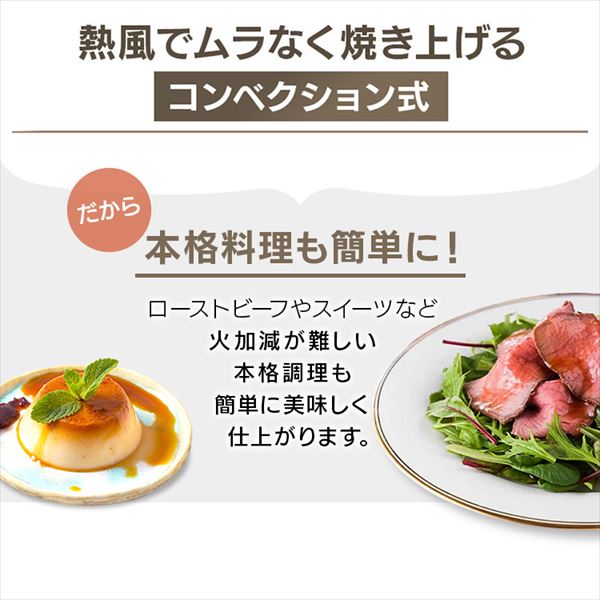 熱風でムラなく焼き上げる
コンベクション式
だから
本格料理も簡単に!
ローストビーフやスイーツなど
火加減が難しい
本格調理も
簡単に美味しく
仕上がります。